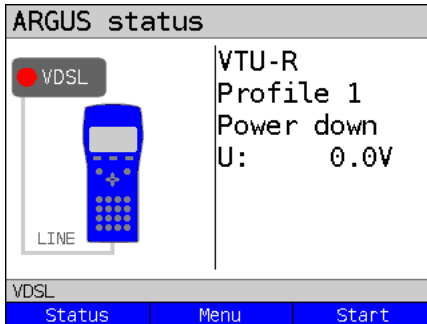 ARGUS status
VDSL
VTU-R
Profile 1
Power down
U: 0.0V
LINE
VDSL
Status Menu Start